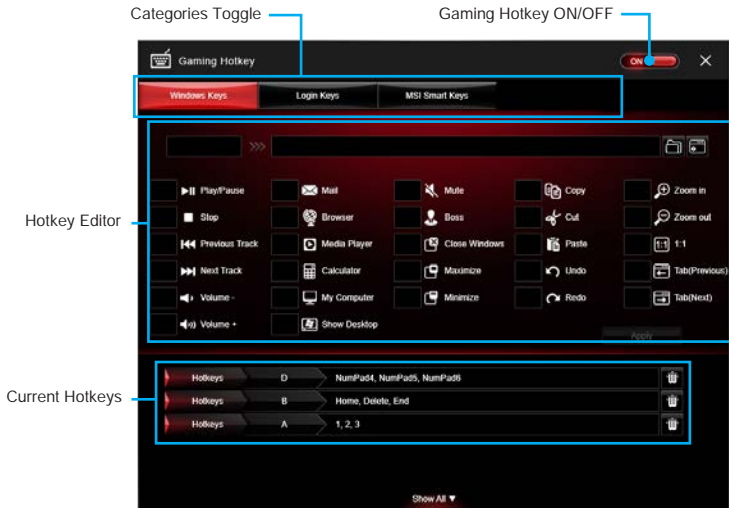 Categories Toggle Gaming Hotkey ON/OFF
Gaming Hotkey ON
Windows Keys Login Keys MSI Smart Keys
Play/Pause Mail Mute Copy Zoom in
Stop Browser Boss Cut Zoom out
Hotkey Editor
Previous Track Media Player Close Windows Paste 1:1 1:1
Next Track Calculator Maximize Undo Tab(Previous)
Volume - My Computer Minimize Redo Tab(Next)
Volume + Show Desktop
Apply
Hotkeys D NumPad4, NumPad5, NumPad6
Current Hotkeys
Hotkeys B Home, Delete, End
Hotkeys A 1, 2, 3
Show All ▼